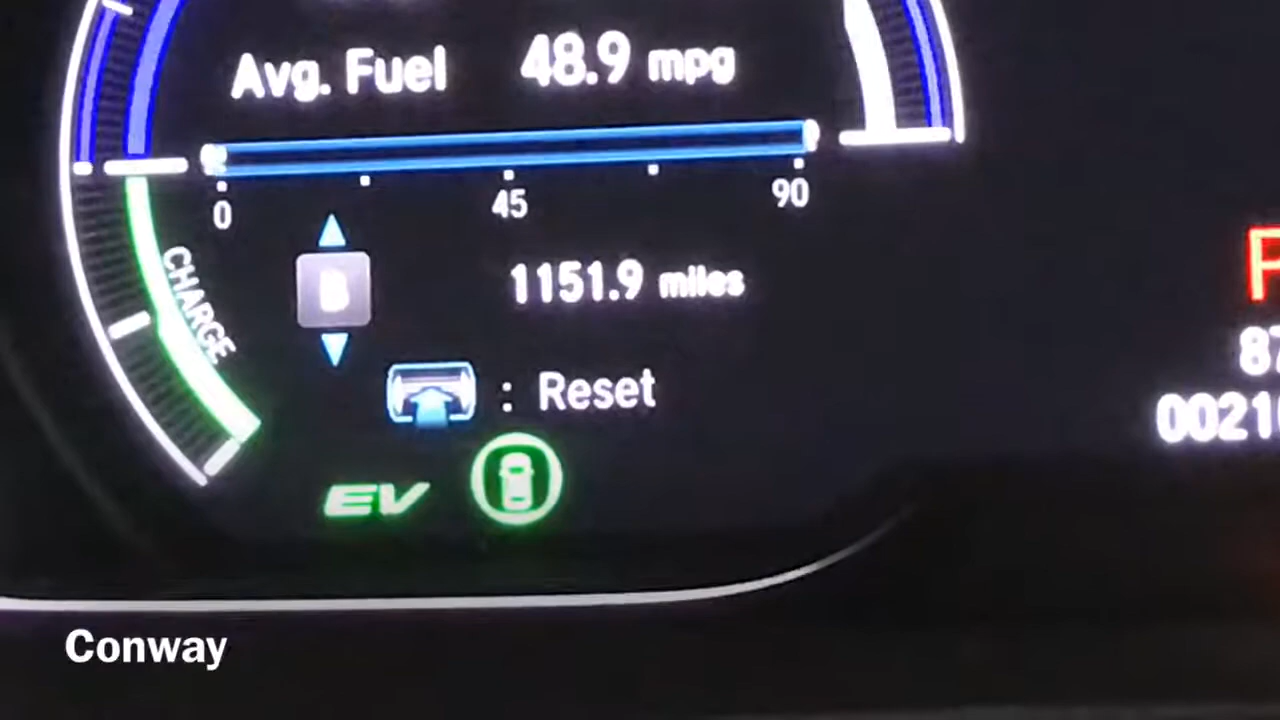 Avg. Fuel 48.9 mpg
0 45 90
CHARGE
B 1151.9 miles
: Reset
EV
Conway